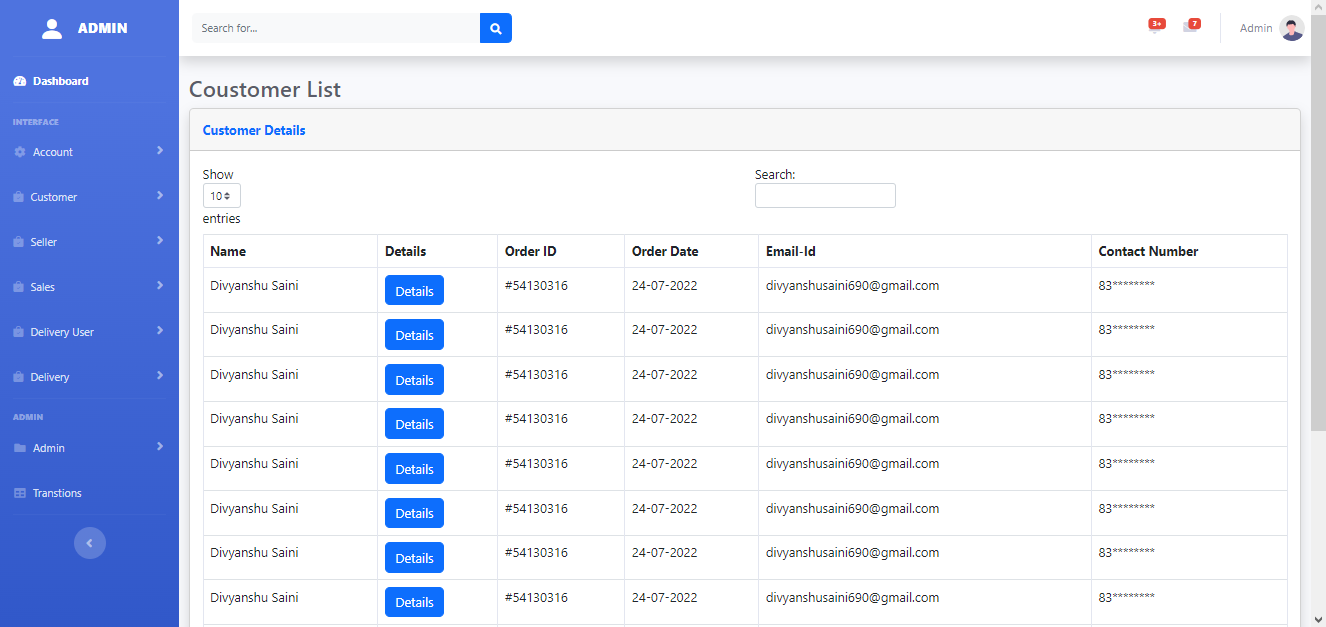 ADMIN
Search for...
3+
7
Admin
Dashboard
INTERFACE
Account
Customer
Seller
Sales
Delivery User
Delivery
ADMIN
Admin
Transtions
Coustomer List
Customer Details
Show
10
entries
Search:
Name Details Order ID Order Date Email-Id Contact Number
Divyanshu Saini Details #54130316 24-07-2022 divyanshusaini690@gmail.com 83********
Divyanshu Saini Details #54130316 24-07-2022 divyanshusaini690@gmail.com 83********
Divyanshu Saini Details #54130316 24-07-2022 divyanshusaini690@gmail.com 83********
Divyanshu Saini Details #54130316 24-07-2022 divyanshusaini690@gmail.com 83********
Divyanshu Saini Details #54130316 24-07-2022 divyanshusaini690@gmail.com 83********
Divyanshu Saini Details #54130316 24-07-2022 divyanshusaini690@gmail.com 83********
Divyanshu Saini Details #54130316 24-07-2022 divyanshusaini690@gmail.com 83********
Divyanshu Saini Details #54130316 24-07-2022 divyanshusaini690@gmail.com 83********